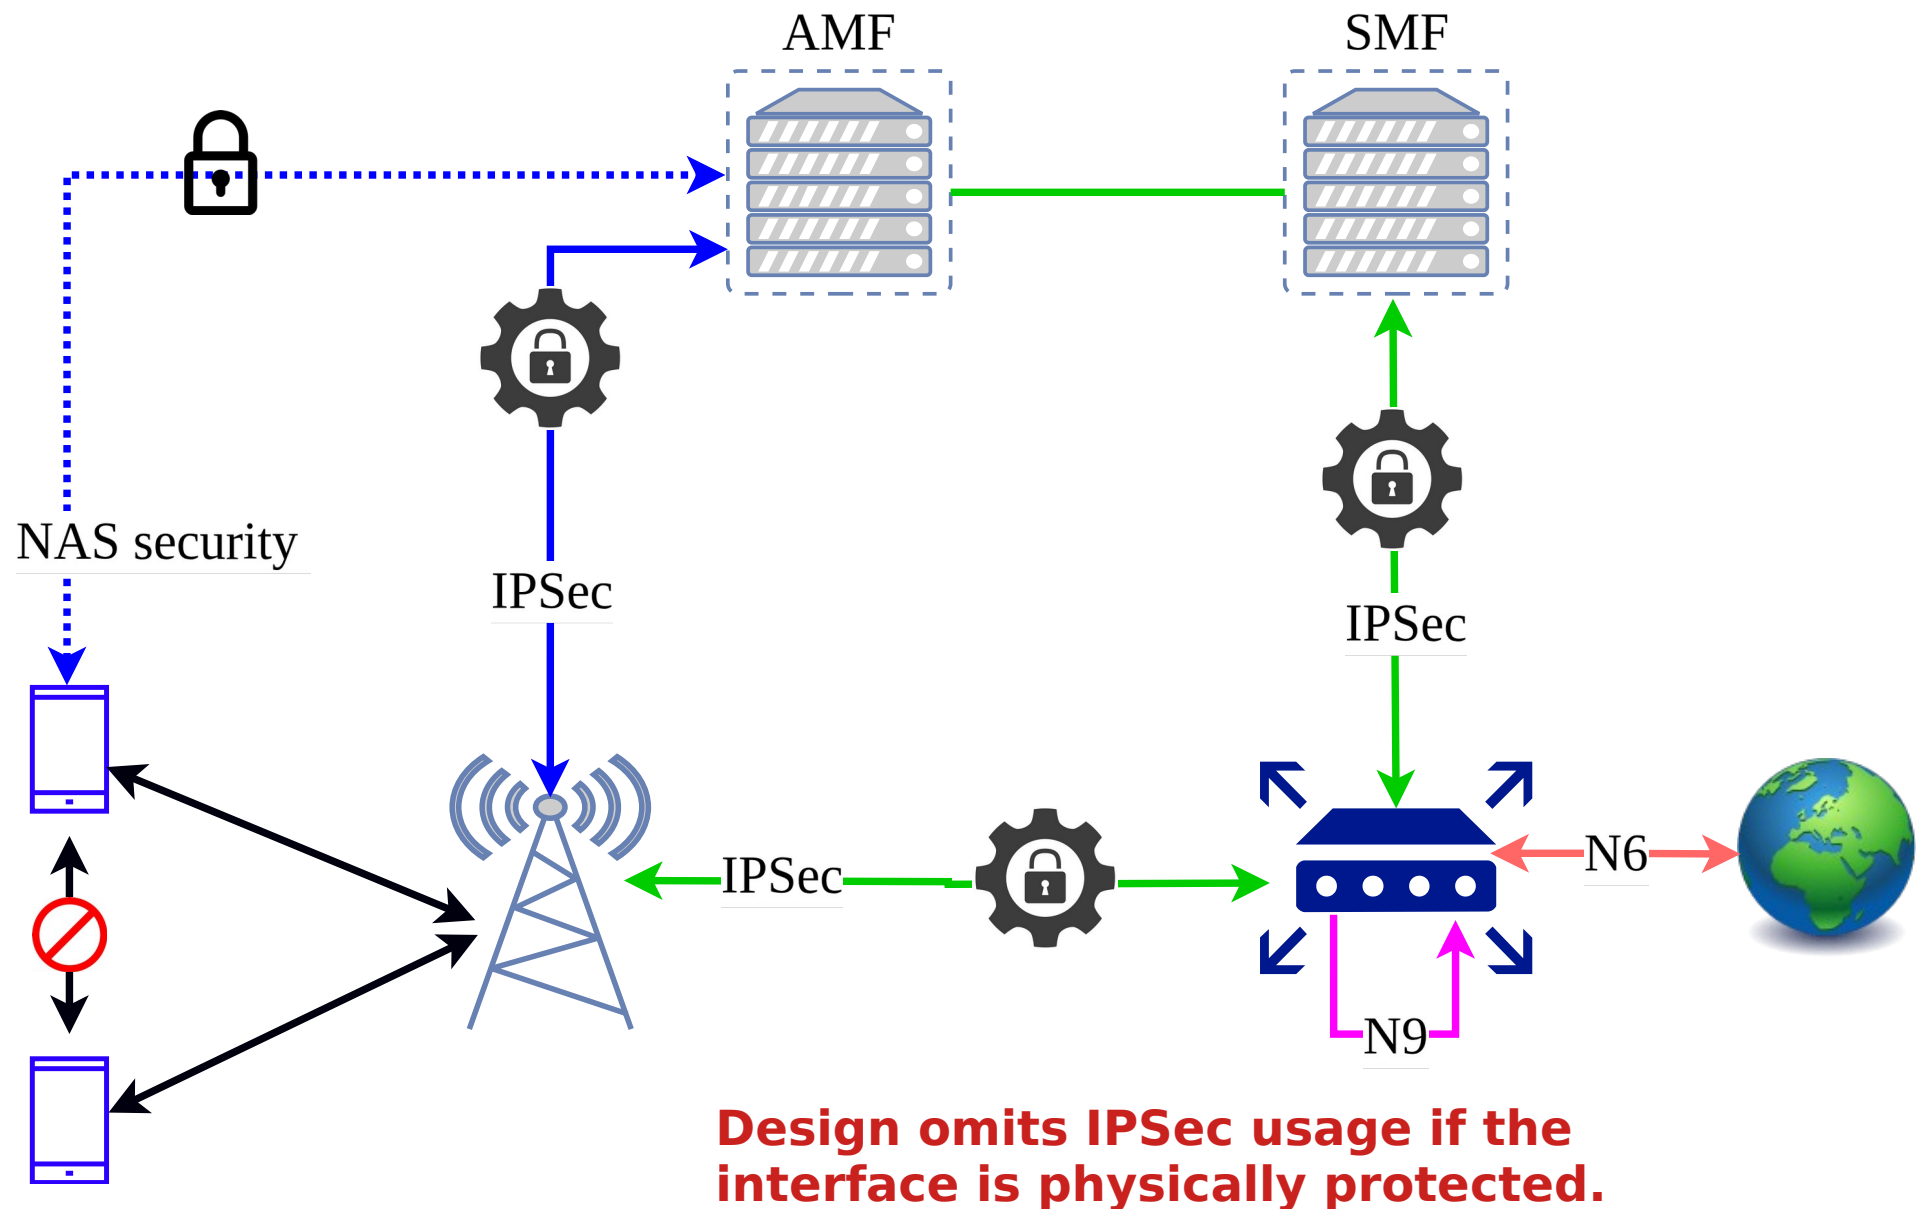 AMF
SMF
NAS security
IPSec
IPSec
IPSec
N6
N9
Design omits IPSec usage if the
interface is physically protected.